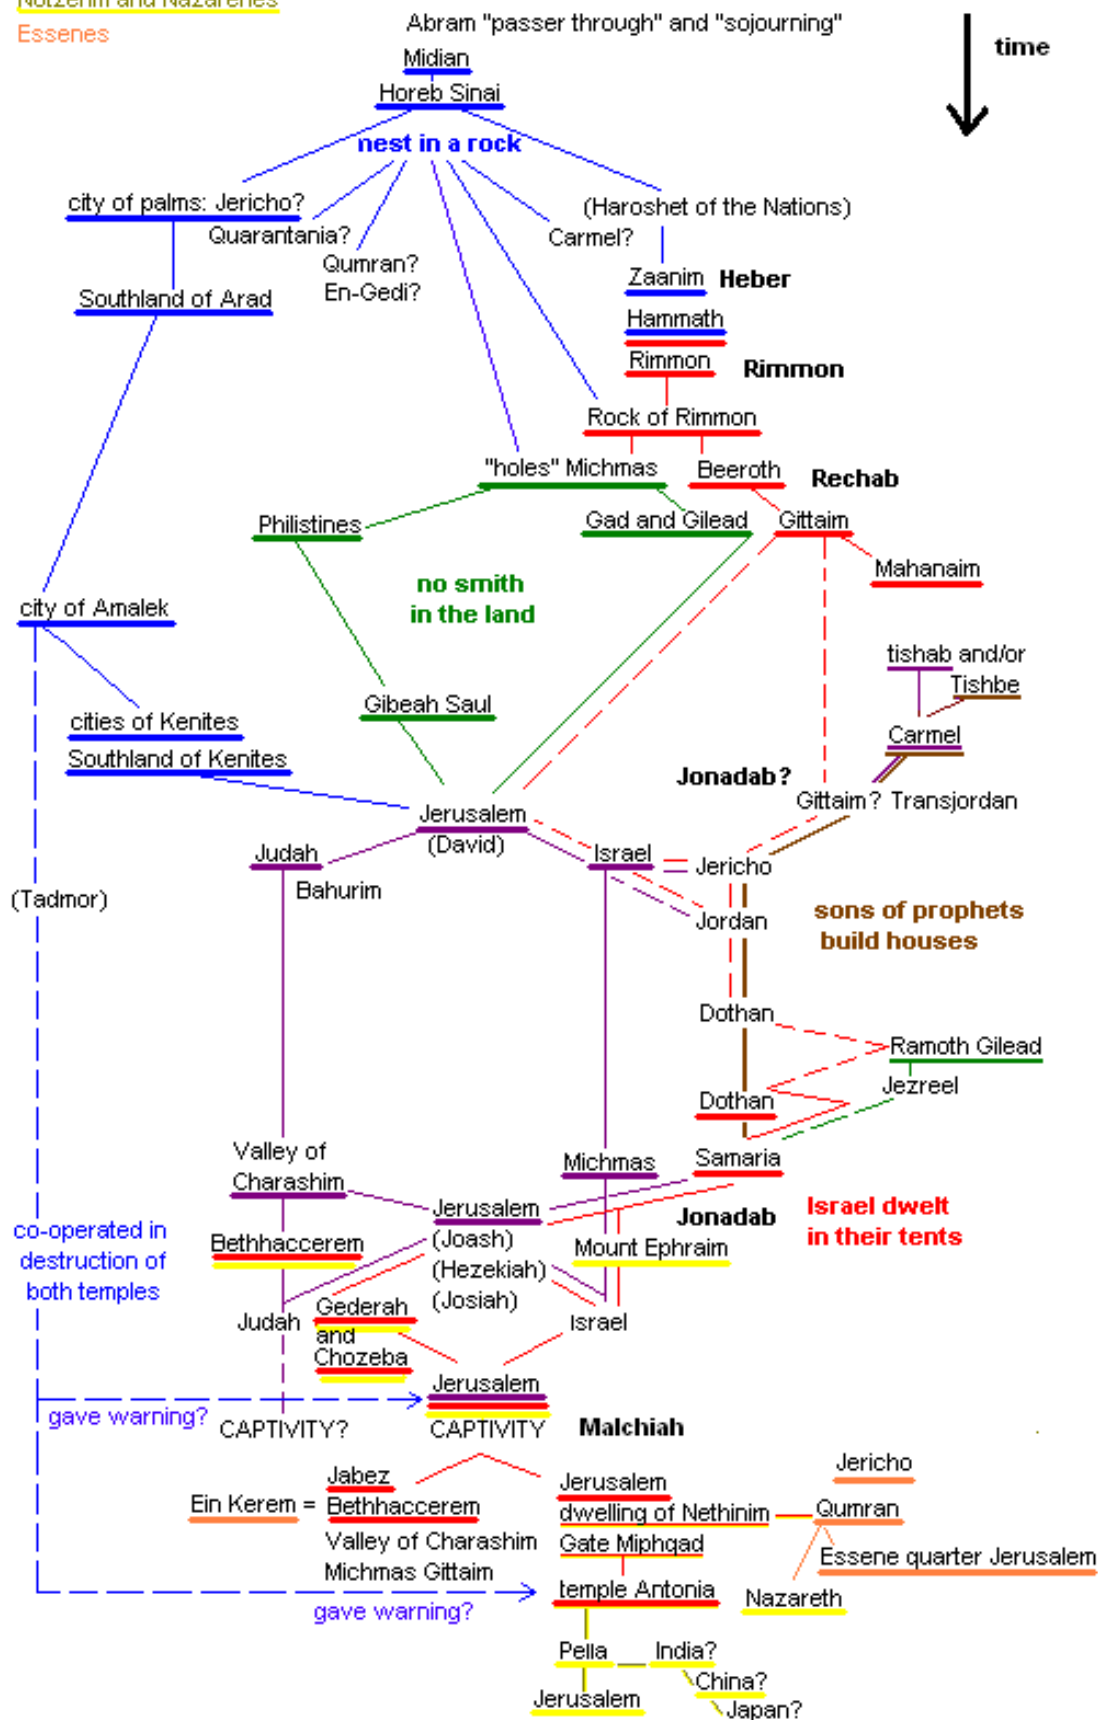 Notzerim and Nazarenes
Essenes
Abram "passer through" and "sojourning"
time
Midian
Horeb Sinai
nest in a rock
city of palms: Jericho?
(Haroshet of the Nations)
Quarantania?
Carmel?
Qumran?
En-Gedi?
Zaanim Heber
Southland of Arad
Hammath
Rimmon Rimmon
Rock of Rimmon
"holes" Michmas
Beeroth
Rechab
Philistines
Gad and Gilead
Gittaim
Mahanaim
no smith
in the land
city of Amalek
tishab and/or
Tishbe
Gibeah Saul
cities of Kenites
Carmel
Southland of Kenites
Jonadab?
Gittaim? Transjordan
Jerusalem
(David)
Judah
Israel
Jericho
Bahurim
(Tadmor)
Jordan
sons of prophets
build houses
Dothan
Ramoth Gilead
Jezreel
Dothan
Valley of
Charashim
Michmas
Samaria
Jerusalem
(Joash)
(Hezekiah)
(Josiah)
Jonadab
Israel dwelt
in their tents
co-operated in
destruction of
both temples
Bethhaccerem
Mount Ephraim
Judah
Gederah
and
Chozeba
Israel
Jerusalem
gave warning?
CAPTIVITY?
CAPTIVITY
Malchiah
Jericho
Jabez
Jerusalem
Ein Kerem = Bethhaccerem
dwelling of Nethinim
Qumran
Valley of Charashim
Gate Miphqad
Essene quarter Jerusalem
Michmas Gittaim
temple Antonia
Nazareth
gave warning?
Pella
India?
China?
Jerusalem
Japan?